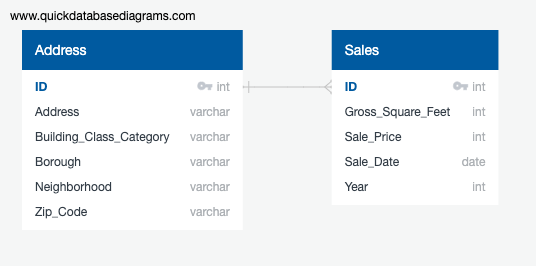 www.quickdatabasediagrams.com
Address
ID int
Address varchar
Building_Class_Category varchar
Borough varchar
Neighborhood varchar
Zip_Code varchar
Sales
ID int
Gross_Square_Feet int
Sale_Price int
Sale_Date date
Year int